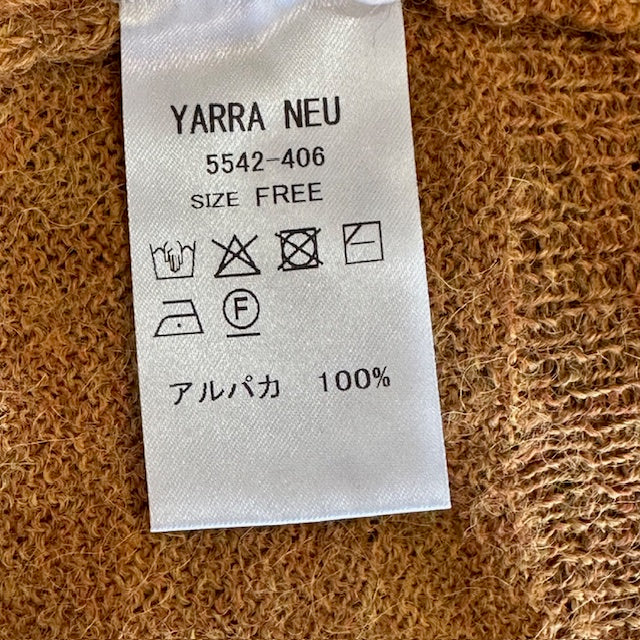 YARRA NEU
5542-406
SIZE FREE
F
アルパカ 100%